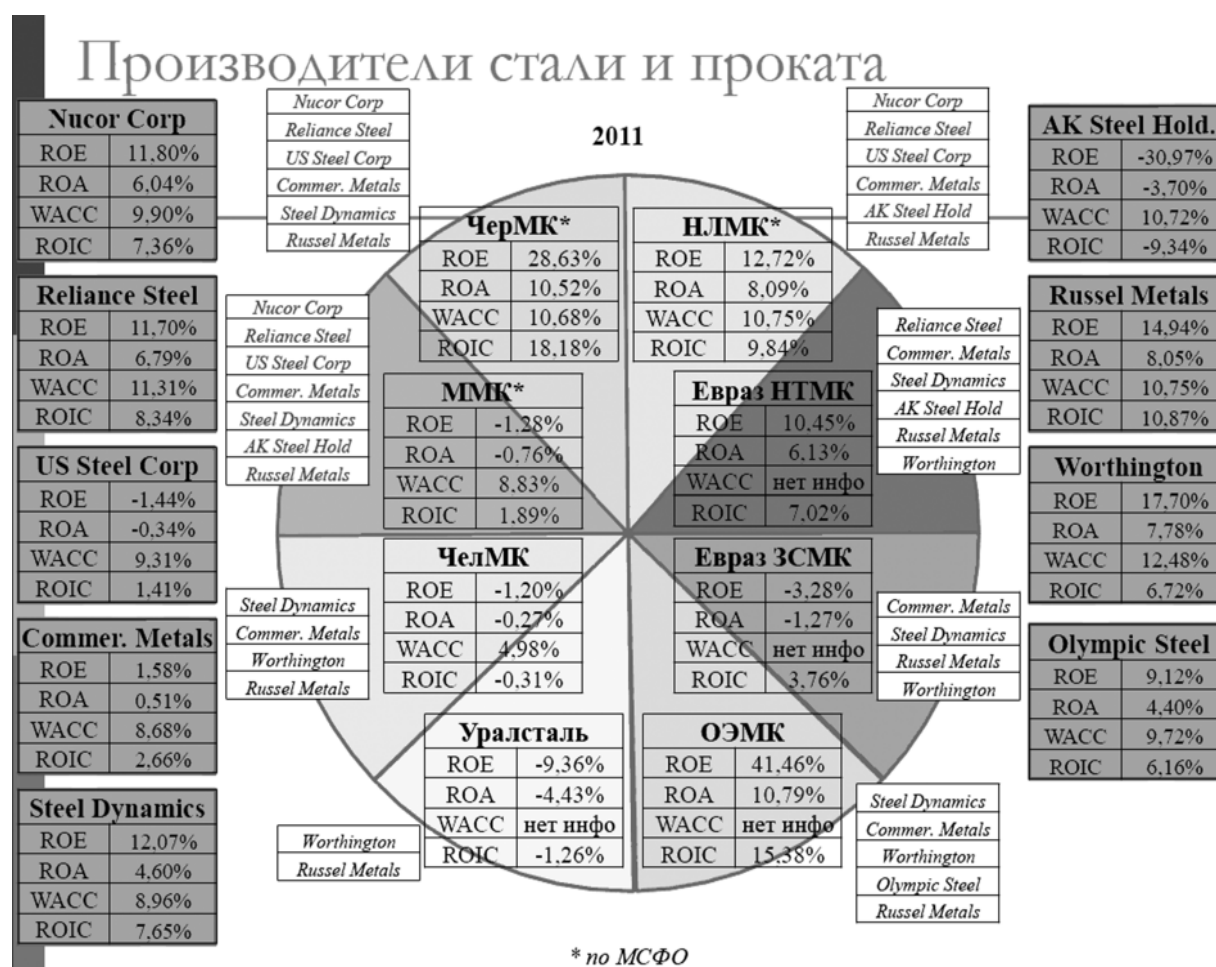 Производители стали и проката
2011
Nucor Corp
ROE 11,80%
ROA 6,04%
WACC 9,90%
ROIC 7,36%
Reliance Steel
ROE 11,70%
ROA 6,79%
WACC 11,31%
ROIC 8,34%
US Steel Corp
ROE -1,44%
ROA -0,34%
WACC 9,31%
ROIC 1,41%
Commer. Metals
ROE 1,58%
ROA 0,51%
WACC 8,68%
ROIC 2,66%
Steel Dynamics
ROE 12,07%
ROA 4,60%
WACC 8,96%
ROIC 7,65%
Nucor Corp
Reliance Steel
US Steel Corp
Commer. Metals
Steel Dynamics
Russel Metals
ЧерМК*
ROE 28,63%
ROA 10,52%
WACC 10,68%
ROIC 18,18%
Nucor Corp
Reliance Steel
US Steel Corp
Commer. Metals
Steel Dynamics
AK Steel Hold
Russel Metals
ММК*
ROE -1,28%
ROA -0,76%
WACC 8,83%
ROIC 1,89%
Steel Dynamics
Commer. Metals
Worthington
Russel Metals
ЧелМК
ROE -1,20%
ROA -0,27%
WACC 4,98%
ROIC -0,31%
Worthington
Russel Metals
Уралсталь
ROE -9,36%
ROA -4,43%
WACC нет инфо
ROIC -1,26%
НЛМК*
ROE 12,72%
ROA 8,09%
WACC 10,75%
ROIC 9,84%
Nucor Corp
Reliance Steel
US Steel Corp
Commer. Metals
AK Steel Hold
Russel Metals
Евраз НТМК
ROE 10,45%
ROA 6,13%
WACC нет инфо
ROIC 7,02%
Reliance Steel
Commer. Metals
Steel Dynamics
AK Steel Hold
Russel Metals
Worthington
Евраз ЗСМК
ROE -3,28%
ROA -1,27%
WACC нет инфо
ROIC 3,76%
Commer. Metals
Steel Dynamics
Russel Metals
Worthington
ОЭМК
ROE 41,46%
ROA 10,79%
WACC нет инфо
ROIC 15,38%
Steel Dynamics
Commer. Metals
Worthington
Olympic Steel
Russel Metals
AK Steel Hold.
ROE -30,97%
ROA -3,70%
WACC 10,72%
ROIC -9,34%
Russel Metals
ROE 14,94%
ROA 8,05%
WACC 10,75%
ROIC 10,87%
Worthington
ROE 17,70%
ROA 7,78%
WACC 12,48%
ROIC 6,72%
Olympic Steel
ROE 9,12%
ROA 4,40%
WACC 9,72%
ROIC 6,16%
* по МСФО